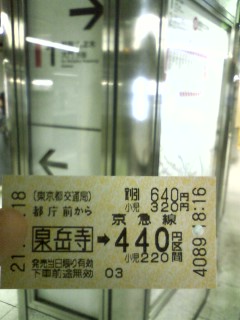 21.-.18
(東京都交通局)
割引 640円
小児 320円
都庁前から
京急線
泉岳寺→440円区間
小児220
発売当日限り有効
下車前途無効
03
4089 8:16